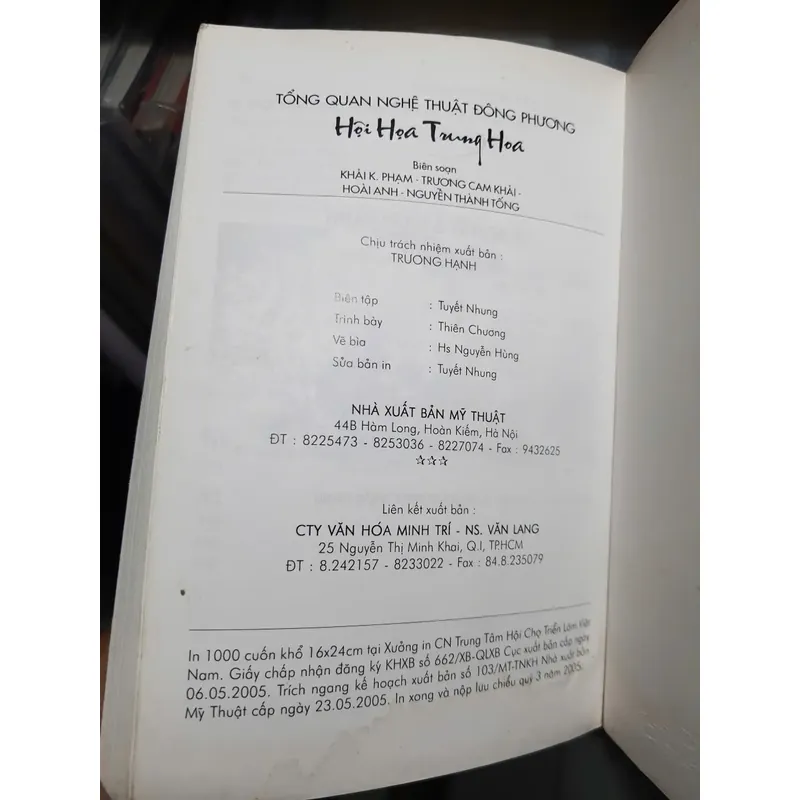 TỔNG QUAN NGHỆ THUẬT ĐÔNG PHƯƠNG
Hội Họa Trung Hoa
Biên soạn
KHẢI K. PHẠM - TRƯƠNG CAM KHẢI -
HOÀI ANH - NGUYỄN THÀNH TỐNG
Chịu trách nhiệm xuất bản :
TRƯƠNG HẠNH
Biên tập : Tuyết Nhung
Trình bày : Thiên Chương
Vẽ bìa : Hs Nguyễn Hùng
Sửa bản in : Tuyết Nhung
NHÀ XUẤT BẢN MỸ THUẬT
44B Hàm Long, Hoàn Kiếm, Hà Nội
ĐT : 8225473 - 8253036 - 8227074 - Fax : 9432625
✰✰✰
Liên kết xuất bản :
CTY VĂN HÓA MINH TRÍ - NS. VĂN LANG
25 Nguyễn Thị Minh Khai, Q.I, TP.HCM
ĐT : 8.242157 - 8233022 - Fax : 84.8.235079
In 1000 cuốn khổ 16x24cm tại Xưởng in CN Trung Tâm Hội Chợ Triển Lãm Việt
Nam. Giấy chấp nhận đăng ký KHXB số 662/XB-QLXB Cục xuất bản cấp ngày
06.05.2005. Trích ngang kế hoạch xuất bản số 103/MT-TNKH Nhà xuất bản
Mỹ Thuật cấp ngày 23.05.2005. In xong và nộp lưu chiểu quý 3 năm 2005.